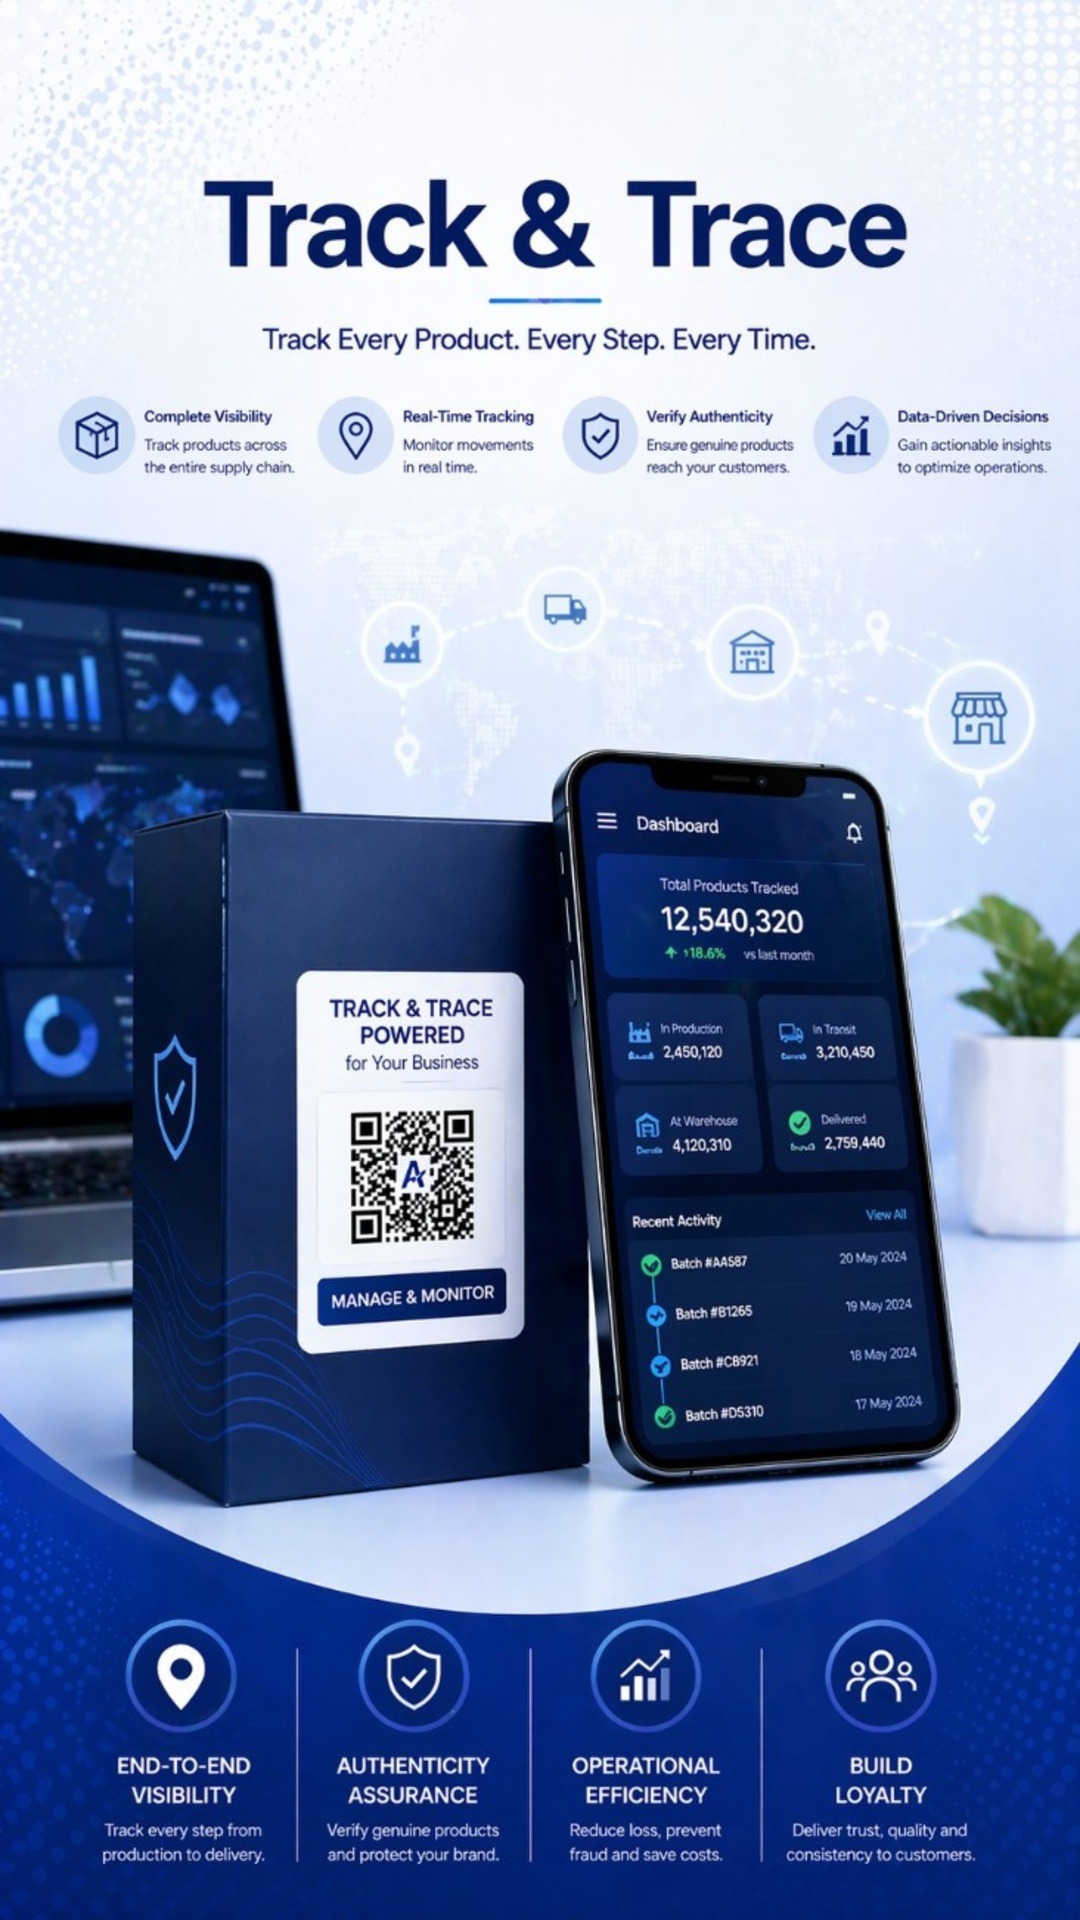 Track & Trace
Track Every Product. Every Step. Every Time.
Complete Visibility
Track products across
the entire supply chain.
Real-Time Tracking
Monitor movements
in real time.
Verify Authenticity
Ensure genuine products
reach your customers.
Data-Driven Decisions
Gain actionable insights
to optimize operations.
TRACK & TRACE
POWERED
for Your Business
MANAGE & MONITOR
Dashboard
Total Products Tracked
12,540,320
18.6% vs last month
In Production
2,450,120
In Transit
3,210,450
At Warehouse
4,120,310
Delivered
2,759,440
Recent Activity View All
Batch #AA587 20 May 2024
Batch #B1265 19 May 2024
Batch #C8921 18 May 2024
Batch #D5310 17 May 2024
END-TO-END
VISIBILITY
Track every step from
production to delivery.
AUTHENTICITY
ASSURANCE
Verify genuine products
and protect your brand.
OPERATIONAL
EFFICIENCY
Reduce loss, prevent
fraud and save costs.
BUILD
LOYALTY
Deliver trust, quality and
consistency to customers.